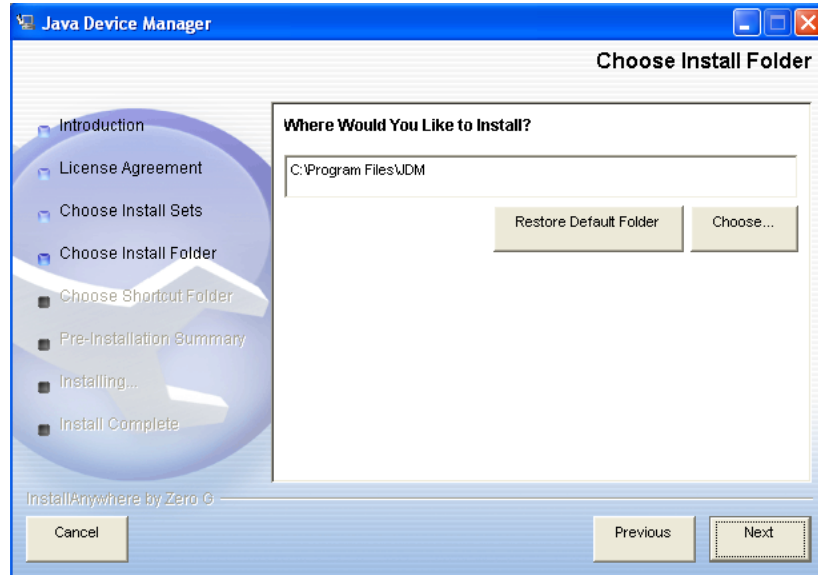 Java Device Manager
Choose Install Folder
Introduction
License Agreement
Choose Install Sets
Choose Install Folder
Choose Shortcut Folder
Pre-Installation Summary
Installing...
Install Complete
Where Would You Like to Install?
C:\Program Files\JDM
Restore Default Folder
Choose...
InstallAnywhere by Zero G
Cancel
Previous
Next